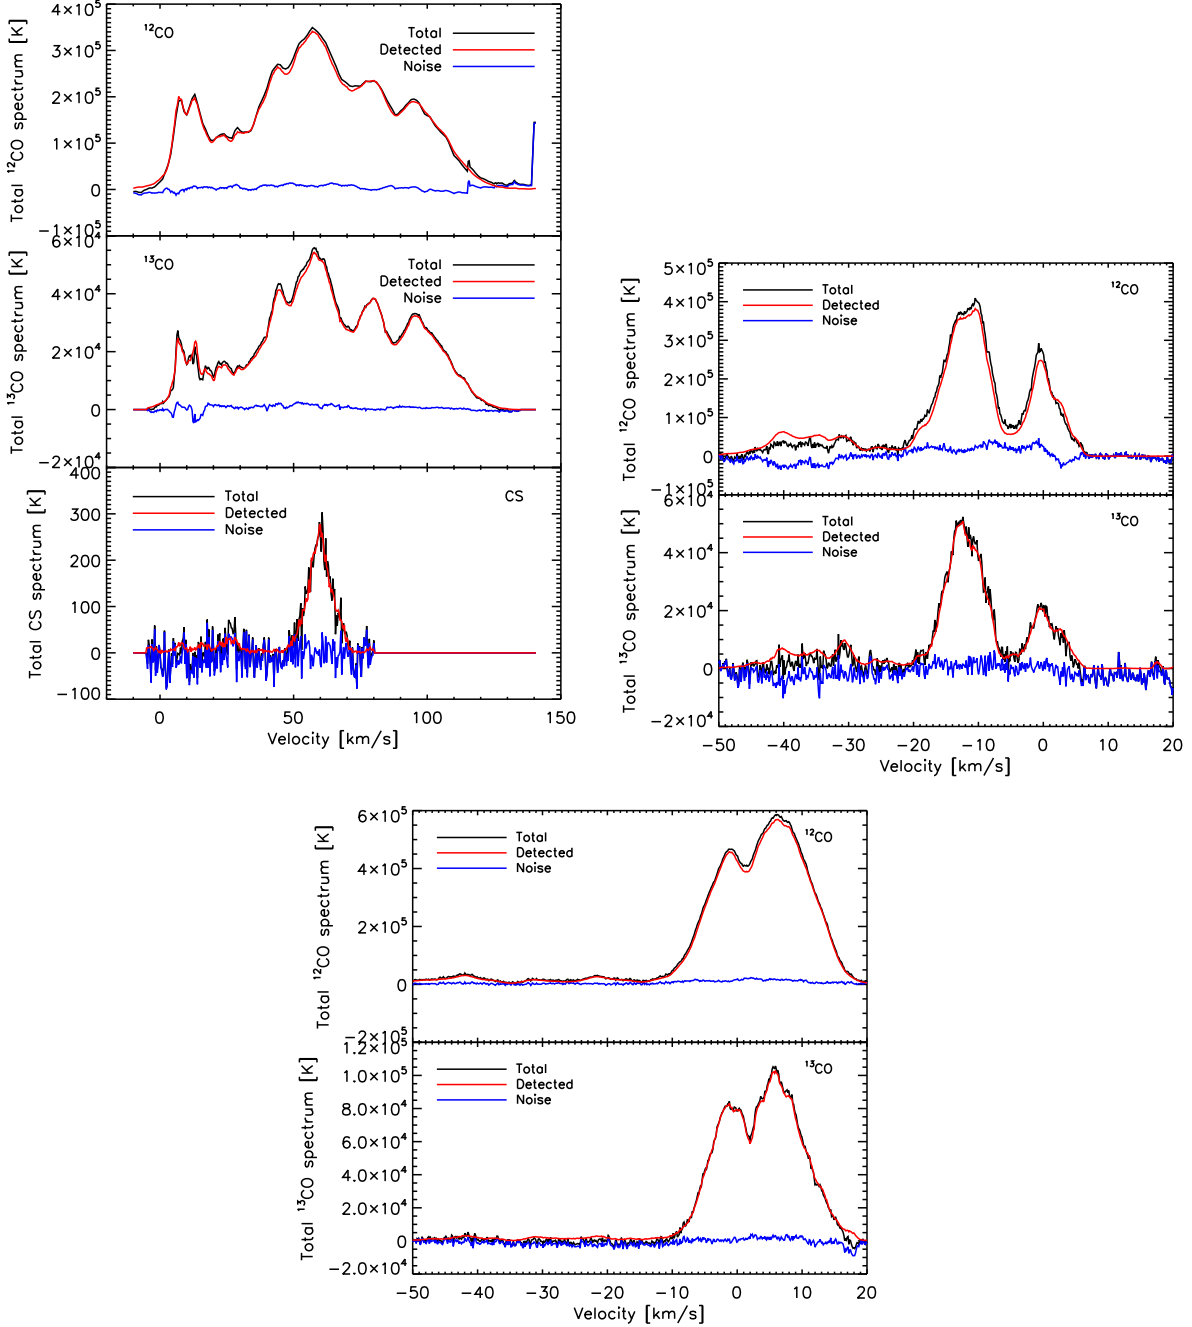 4×10⁵
3×10⁵
2×10⁵
1×10⁵
0
−1×10⁵
Total ¹²CO spectrum [K]
¹²CO
Total
Detected
Noise
6×10⁴
4×10⁴
2×10⁴
0
−2×10⁴
Total ¹³CO spectrum [K]
¹³CO
Total
Detected
Noise
400
300
200
100
0
−100
Total CS spectrum [K]
Total
Detected
Noise
CS
0 50 100 150
Velocity [km/s]
5×10⁵
4×10⁵
3×10⁵
2×10⁵
1×10⁵
0
−1×10⁵
Total ¹²CO spectrum [K]
Total
Detected
Noise
¹²CO
6×10⁴
4×10⁴
2×10⁴
0
−2×10⁴
Total ¹³CO spectrum [K]
Total
Detected
Noise
¹³CO
−50 −40 −30 −20 −10 0 10 20
Velocity [km/s]
6×10⁵
4×10⁵
2×10⁵
0
−2×10⁵
Total ¹²CO spectrum [K]
Total
Detected
Noise
¹²CO
1.2×10⁵
1.0×10⁵
8.0×10⁴
6.0×10⁴
4.0×10⁴
2.0×10⁴
0
−2.0×10⁴
Total ¹³CO spectrum [K]
Total
Detected
Noise
¹³CO
−50 −40 −30 −20 −10 0 10 20
Velocity [km/s]